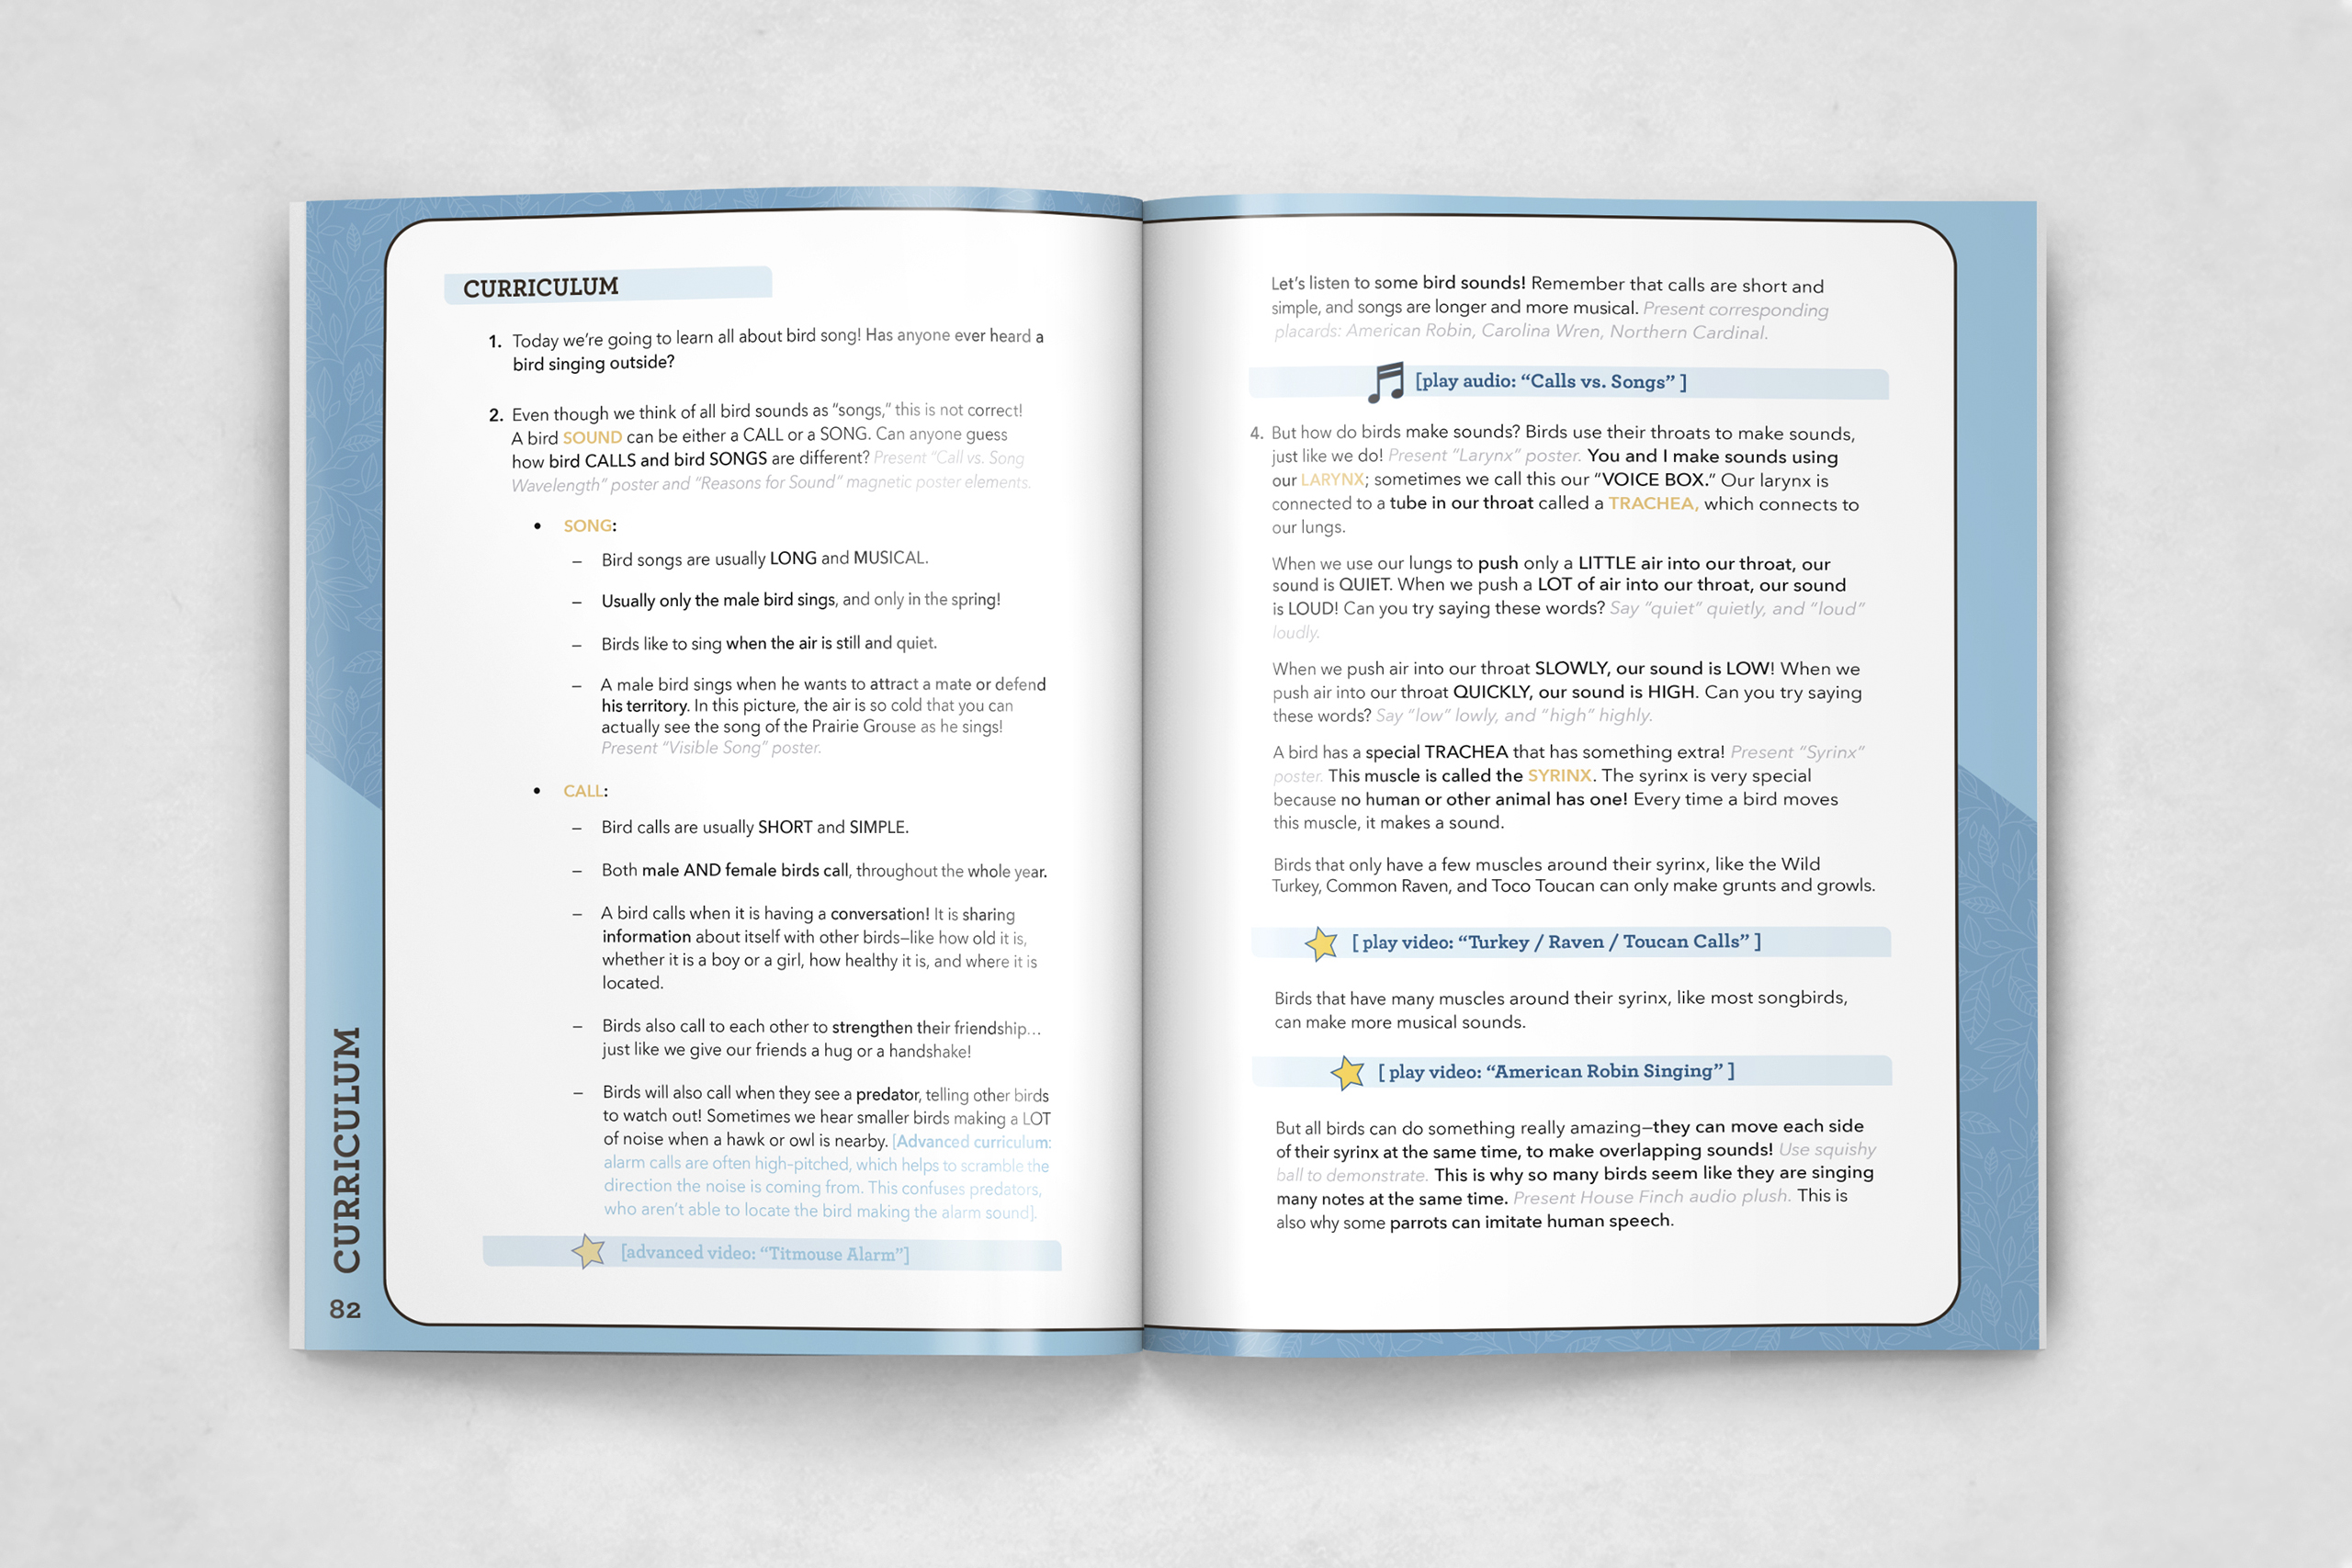 CURRICULUM
1. Today we're going to learn all about bird song! Has anyone ever heard a
bird singing outside?
2. Even though we think of all bird sounds as “songs,” this is not correct!
A bird SOUND can be either a CALL or a SONG. Can anyone guess
how bird CALLS and bird SONGS are different? Present “Call vs. Song
Wavelength” poster and “Reasons for Sound” magnetic poster elements.
• SONG:
– Bird songs are usually LONG and MUSICAL.
– Usually only the male bird sings, and only in the spring!
– Birds like to sing when the air is still and quiet.
– A male bird sings when he wants to attract a mate or defend
his territory. In this picture, the air is so cold that you can
actually see the song of the Prairie Grouse as he sings!
Present “Visible Song” poster.
• CALL:
– Bird calls are usually SHORT and SIMPLE.
– Both male AND female birds call, throughout the whole year.
– A bird calls when it is having a conversation! It is sharing
information about itself with other birds–like how old it is,
whether it is a boy or a girl, how healthy it is, and where it is
located.
– Birds also call to each other to strengthen their friendship...
just like we give our friends a hug or a handshake!
– Birds will also call when they see a predator, telling other birds
to watch out! Sometimes we hear smaller birds making a LOT
of noise when a hawk or owl is nearby. [Advanced curriculum:
alarm calls are often high-pitched, which helps to scramble the
direction the noise is coming from. This confuses predators,
who aren't able to locate the bird making the alarm sound].
[advanced video: “Titmouse Alarm”]
CURRICULUM
82
Let's listen to some bird sounds! Remember that calls are short and
simple, and songs are longer and more musical. Present corresponding
placards: American Robin, Carolina Wren, Northern Cardinal.
[play audio: “Calls vs. Songs” ]
4. But how do birds make sounds? Birds use their throats to make sounds,
just like we do! Present “Larynx” poster. You and I make sounds using
our LARYNX; sometimes we call this our “VOICE BOX.” Our larynx is
connected to a tube in our throat called a TRACHEA, which connects to
our lungs.
When we use our lungs to push only a LITTLE air into our throat, our
sound is QUIET. When we push a LOT of air into our throat, our sound
is LOUD! Can you try saying these words? Say “quiet” quietly, and “loud”
loudly.
When we push air into our throat SLOWLY, our sound is LOW! When we
push air into our throat QUICKLY, our sound is HIGH. Can you try saying
these words? Say “low” lowly, and “high” highly.
A bird has a special TRACHEA that has something extra! Present “Syrinx”
poster. This muscle is called the SYRINX. The syrinx is very special
because no human or other animal has one! Every time a bird moves
this muscle, it makes a sound.
Birds that only have a few muscles around their syrinx, like the Wild
Turkey, Common Raven, and Toco Toucan can only make grunts and growls.
[ play video: “Turkey / Raven / Toucan Calls” ]
Birds that have many muscles around their syrinx, like most songbirds,
can make more musical sounds.
[ play video: “American Robin Singing” ]
But all birds can do something really amazing–they can move each side
of their syrinx at the same time, to make overlapping sounds! Use squishy
ball to demonstrate. This is why so many birds seem like they are singing
many notes at the same time. Present House Finch audio plush. This is
also why some parrots can imitate human speech.